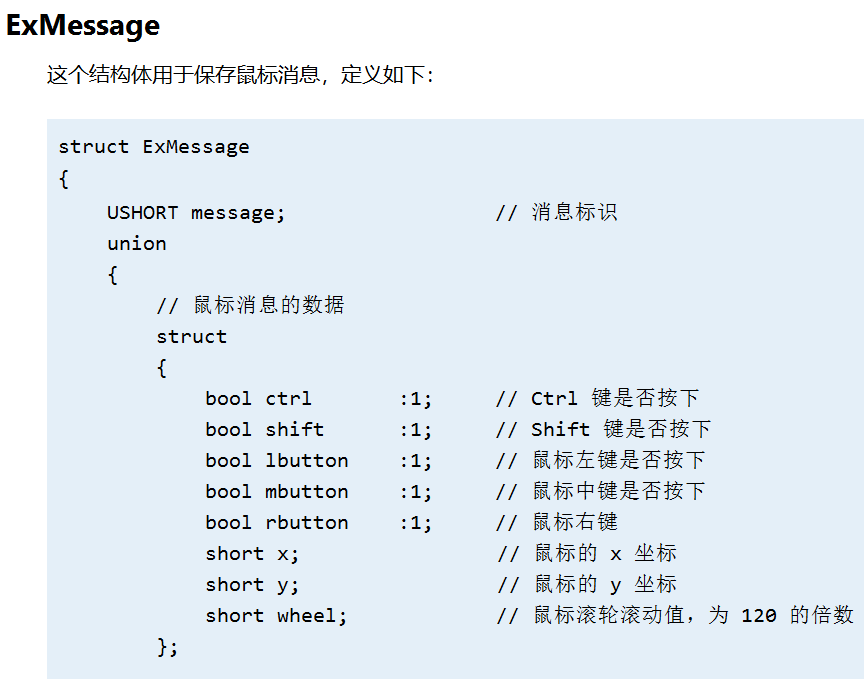 ExMessage
这个结构体用于保存鼠标消息，定义如下：
struct ExMessage
{
    USHORT message;                 // 消息标识
    union
    {
        // 鼠标消息的数据
        struct
        {
            bool ctrl       :1;     // Ctrl 键是否按下
            bool shift      :1;     // Shift 键是否按下
            bool lbutton    :1;     // 鼠标左键是否按下
            bool mbutton    :1;     // 鼠标中键是否按下
            bool rbutton    :1;     // 鼠标右键
            short x;                // 鼠标的 x 坐标
            short y;                // 鼠标的 y 坐标
            short wheel;            // 鼠标滚轮滚动值，为 120 的倍数
        };